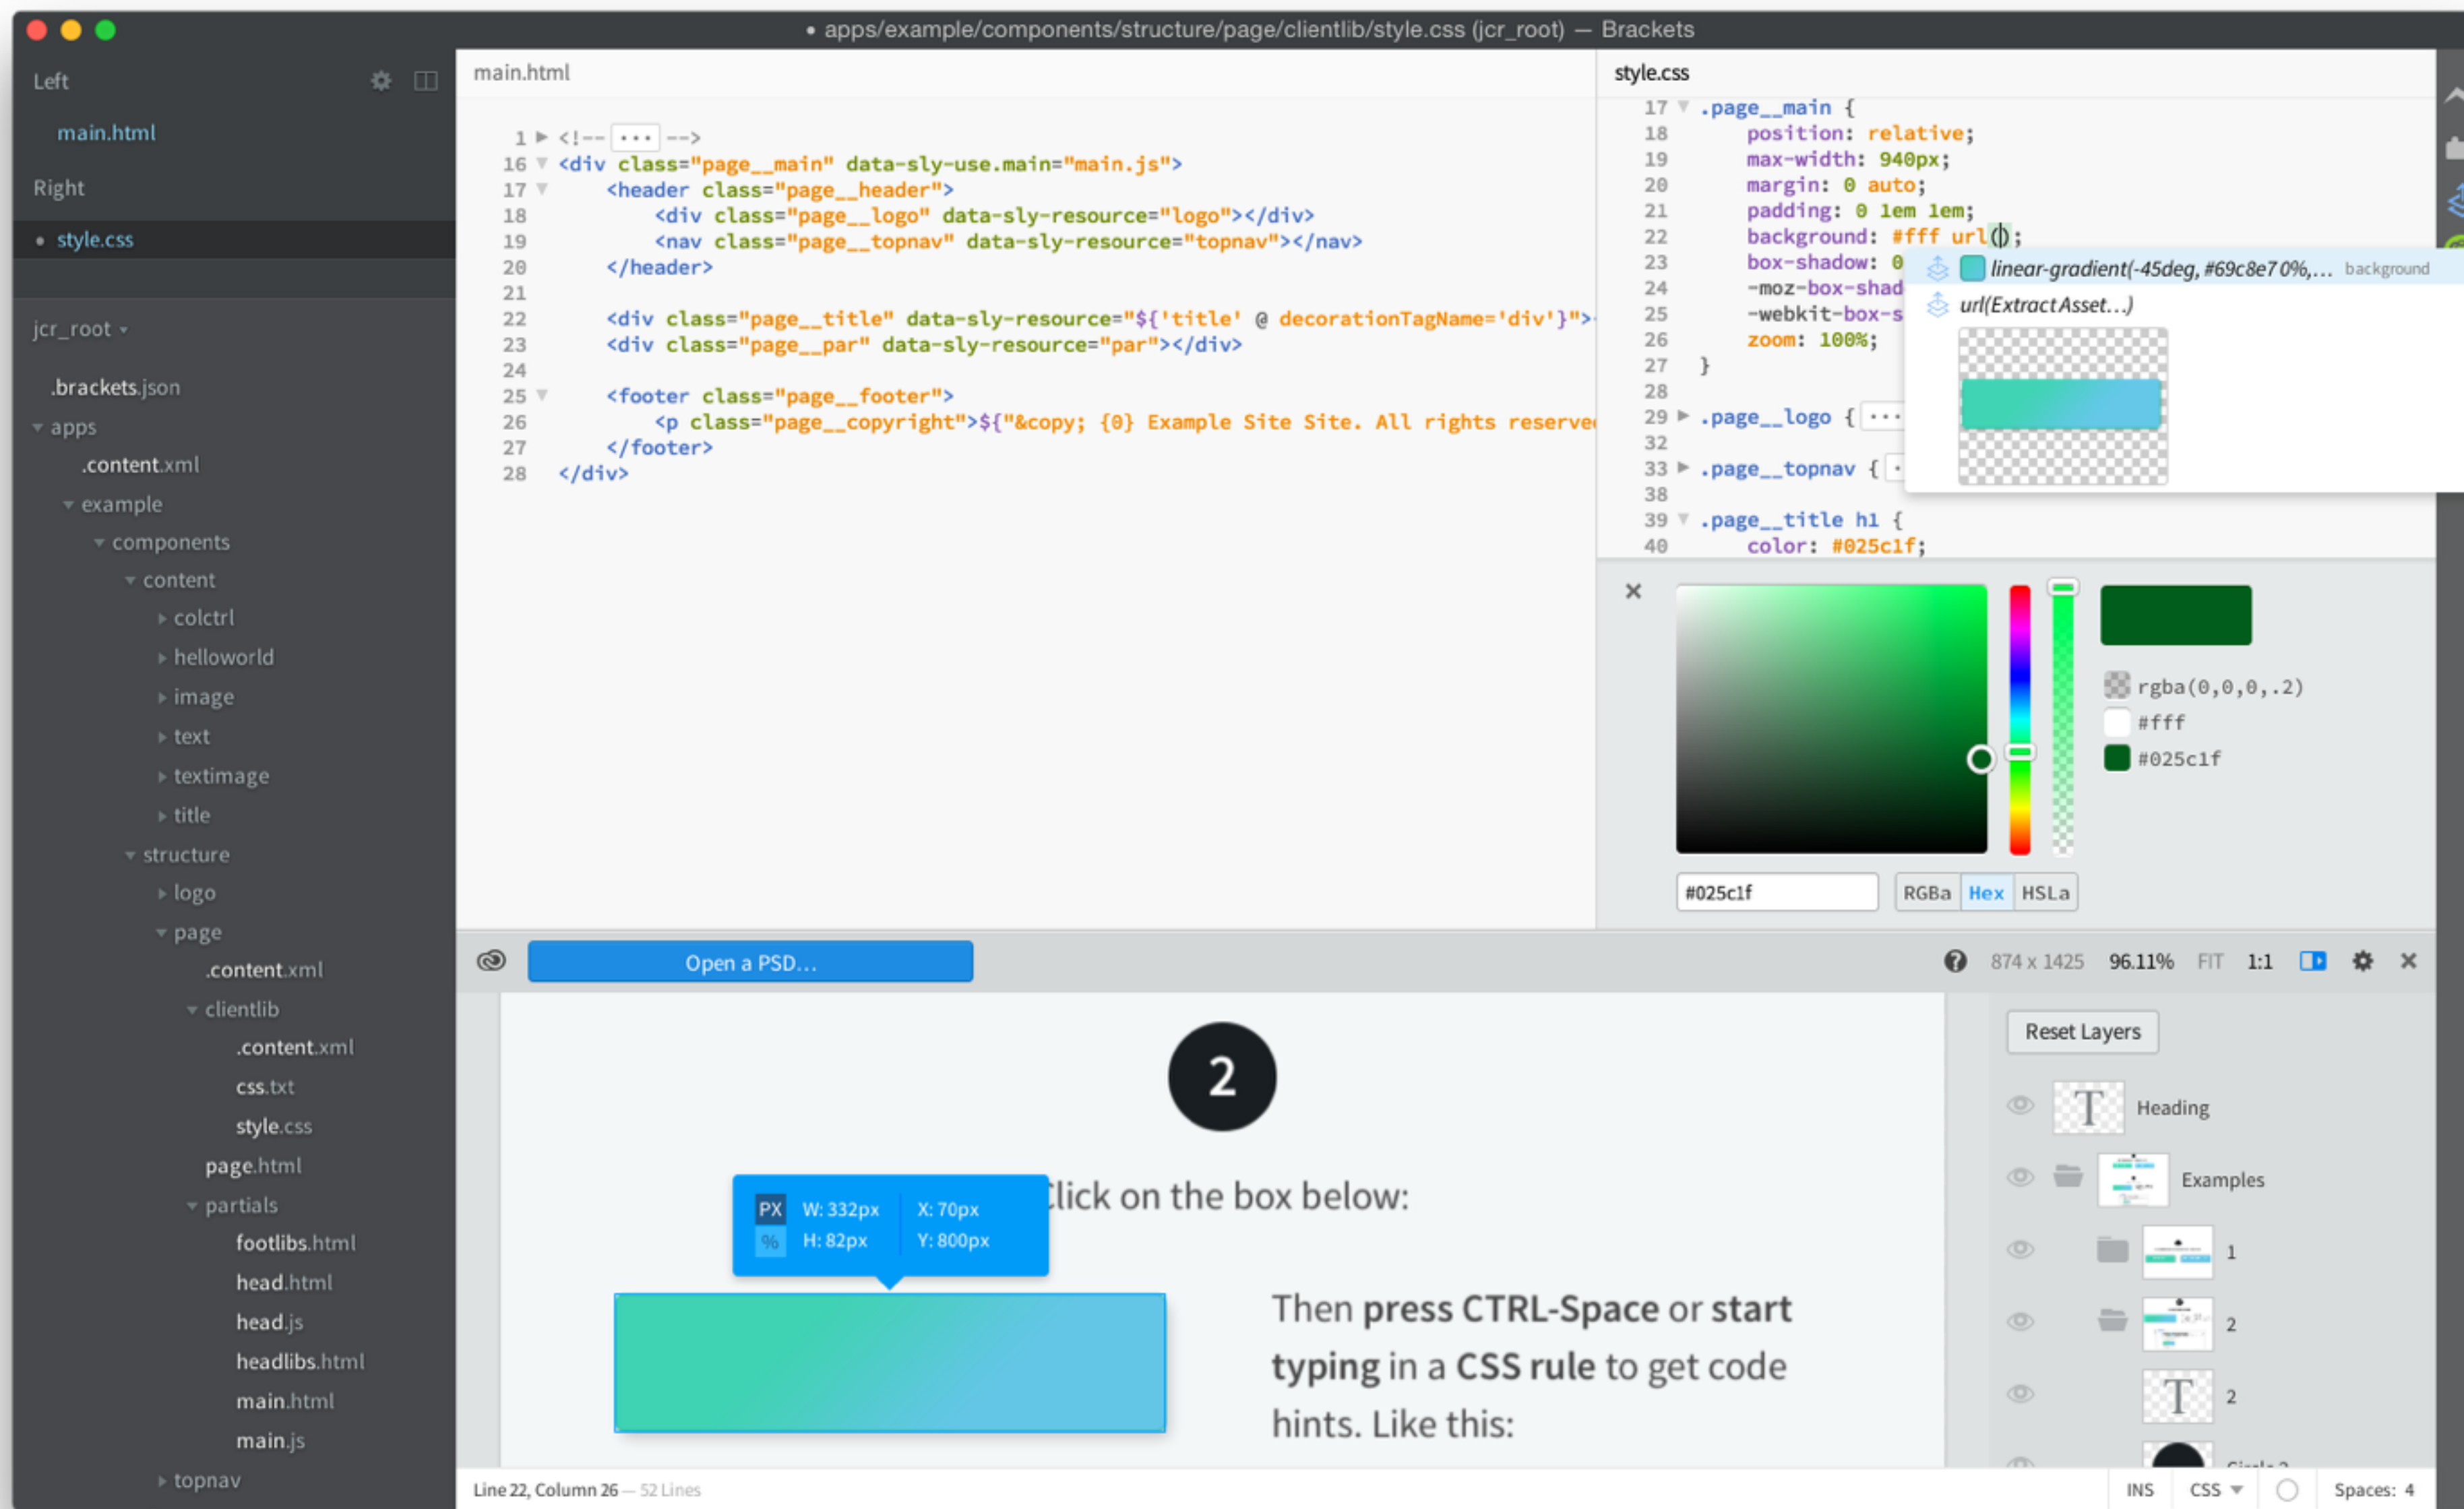 • apps/example/components/structure/page/clientlib/style.css (jcr_root) — Brackets
Left
main.html
Right
• style.css
jcr_root
.brackets.json
apps
.content.xml
example
components
content
colctrl
helloworld
image
text
textimage
title
structure
logo
page
.content.xml
clientlib
.content.xml
css.txt
style.css
page.html
partials
footlibs.html
head.html
head.js
headlibs.html
main.html
main.js
topnav
main.html
1 <!-- ... -->
16 <div class="page__main" data-sly-use.main="main.js">
17 <header class="page__header">
18 <div class="page__logo" data-sly-resource="logo"></div>
19 <nav class="page__topnav" data-sly-resource="topnav"></nav>
20 </header>
21
22 <div class="page__title" data-sly-resource="${'title' @ decorationTagName='div'}">
23 <div class="page__par" data-sly-resource="par"></div>
24
25 <footer class="page__footer">
26 <p class="page__copyright">${"&copy; {0} Example Site Site. All rights reserve
27 </footer>
28 </div>
style.css
17 .page__main {
18 position: relative;
19 max-width: 940px;
20 margin: 0 auto;
21 padding: 0 1em 1em;
22 background: #fff url();
23 box-shadow: 0
24 -moz-box-shad
25 -webkit-box-s
26 zoom: 100%;
27 }
28
29 .page__logo { ...
32
33 .page__topnav { .
38
39 .page__title h1 {
40 color: #025c1f;
linear-gradient(-45deg, #69c8e7 0%,... background
url(Extract Asset...)
rgba(0,0,0,.2)
#fff
#025c1f
#025c1f
RGBa Hex HSLa
Open a PSD...
? 874 x 1425 96.11% FIT 1:1
2
PX W: 332px X: 70px
% H: 82px Y: 800px
Click on the box below:
Then press CTRL-Space or start
typing in a CSS rule to get code
hints. Like this:
Reset Layers
T Heading
Examples
1
2
T 2
Line 22, Column 26 — 52 Lines
INS CSS Spaces: 4